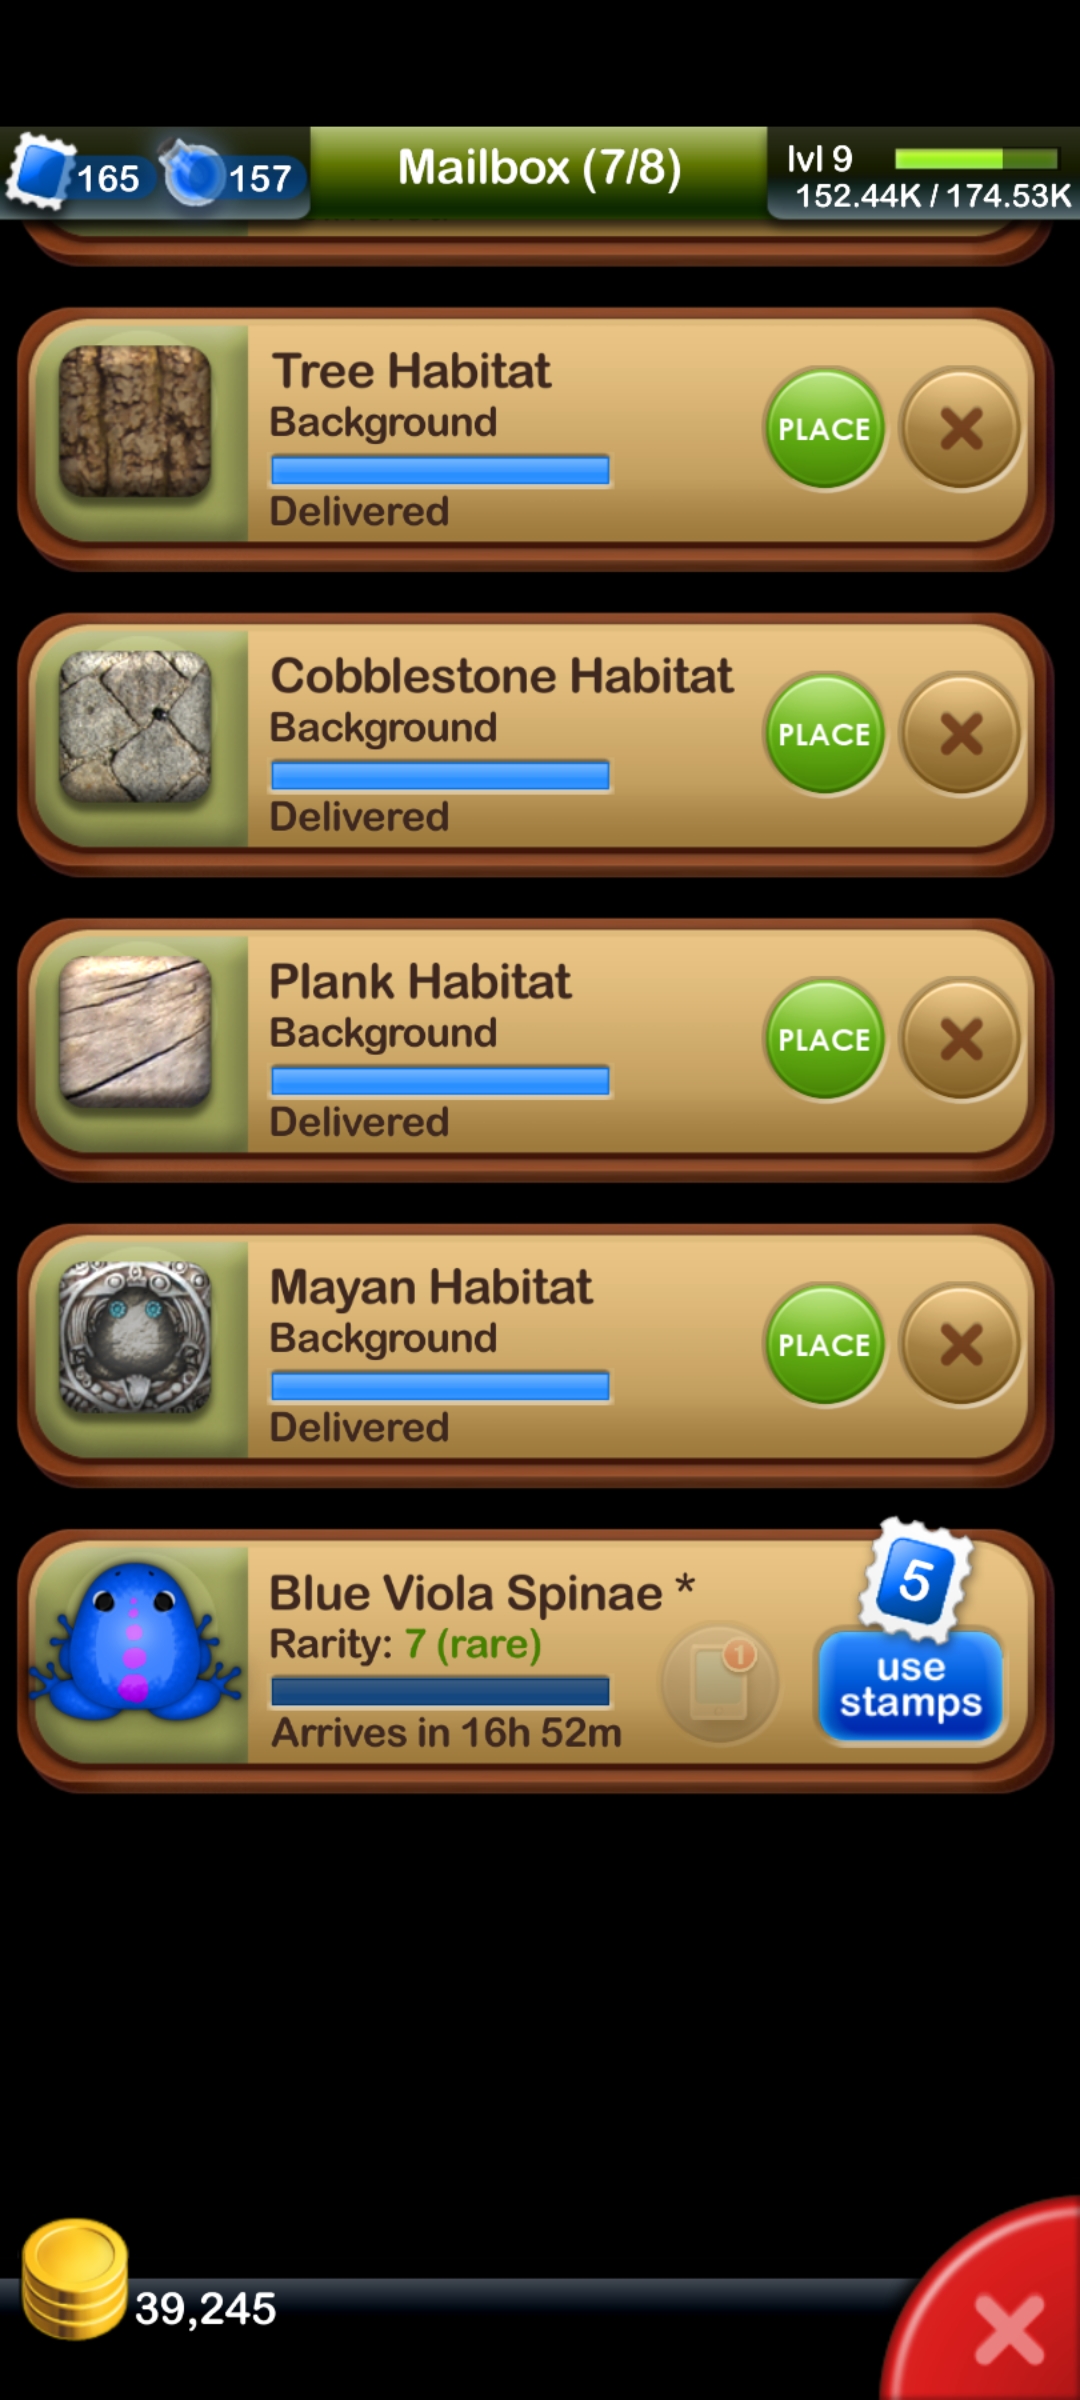 165
157
Mailbox (7/8)
lvl 9
152.44K / 174.53K
Tree Habitat
Background
Delivered
PLACE
Cobblestone Habitat
Background
Delivered
PLACE
Plank Habitat
Background
Delivered
PLACE
Mayan Habitat
Background
Delivered
PLACE
Blue Viola Spinae *
Rarity: 7 (rare)
Arrives in 16h 52m
1
5
use
stamps
39,245